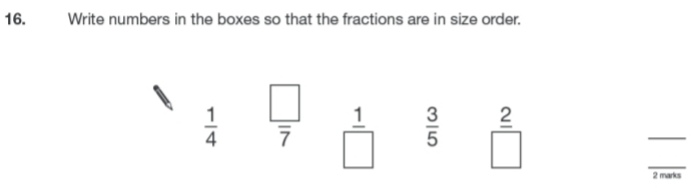 16. Write numbers in the boxes so that the fractions are in size order.
1 1 3 2
4 7 5
2 marks